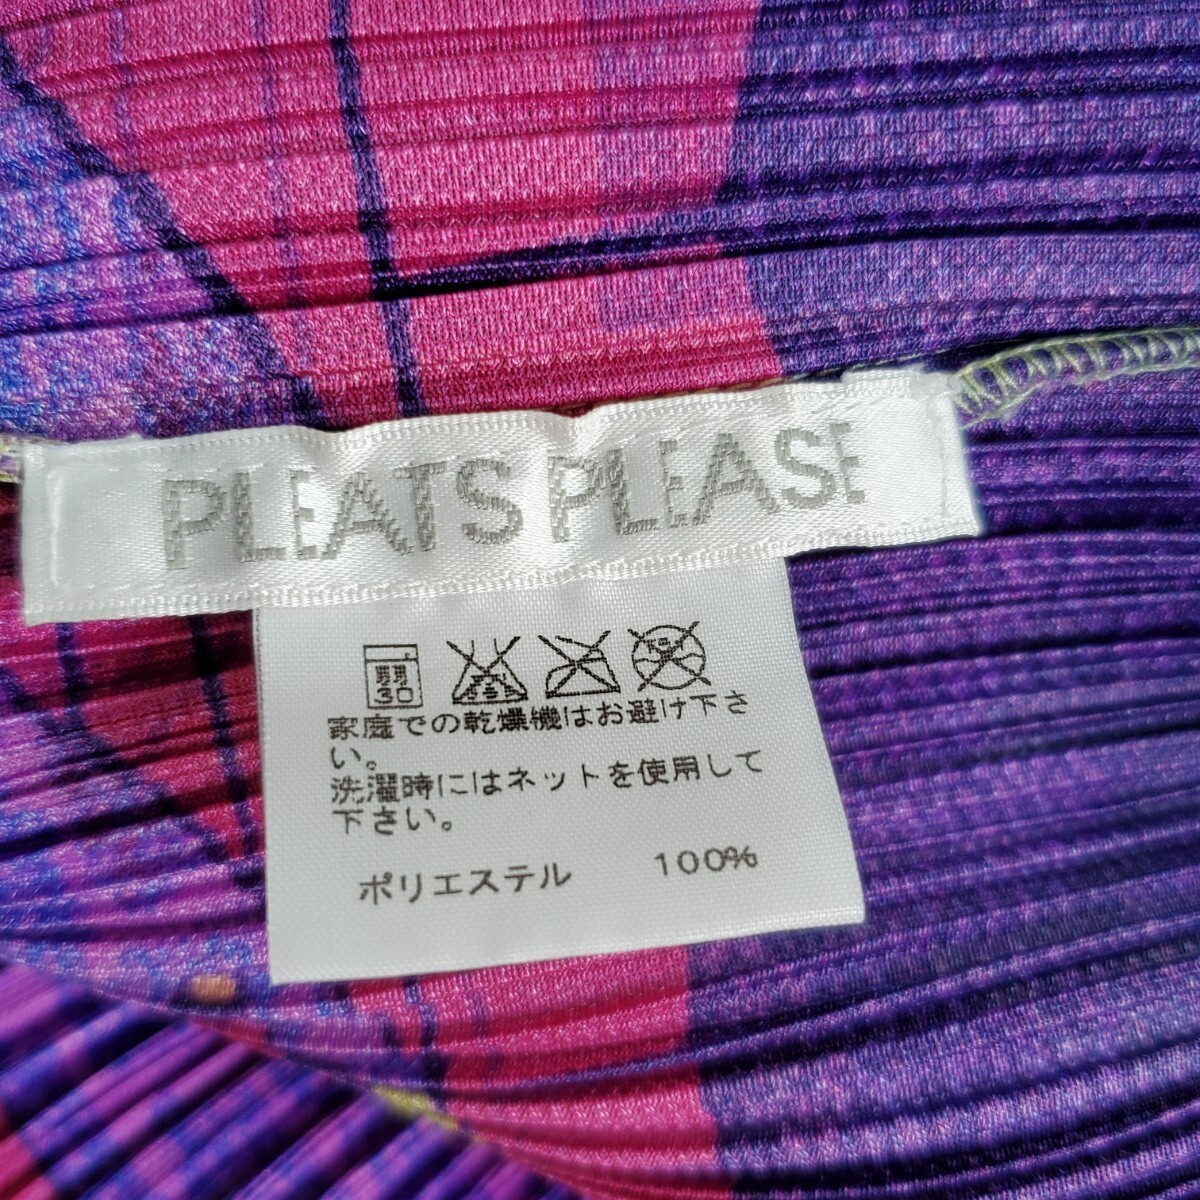 PLEATS PLEASE
弱
30
家庭での乾燥機はお避け下さ
い。
洗濯時にはネットを使用して
下さい。
ポリエステル 100%